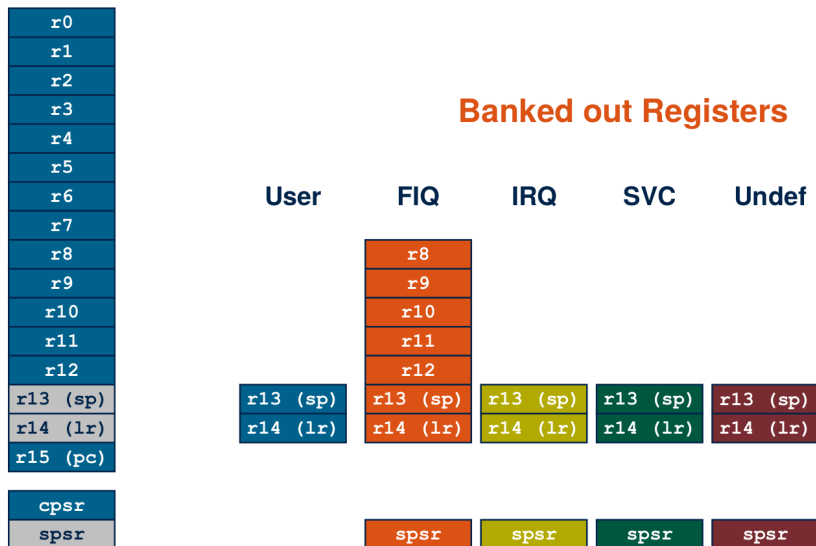 r0
r1
r2
r3
Banked out Registers
r4
r5
r6 User FIQ IRQ SVC Undef
r7
r8 r8
r9 r9
r10 r10
r11 r11
r12 r12
r13 (sp) r13 (sp) r13 (sp) r13 (sp) r13 (sp) r13 (sp)
r14 (lr) r14 (lr) r14 (lr) r14 (lr) r14 (lr) r14 (lr)
r15 (pc)
cpsr
spsr spsr spsr spsr spsr